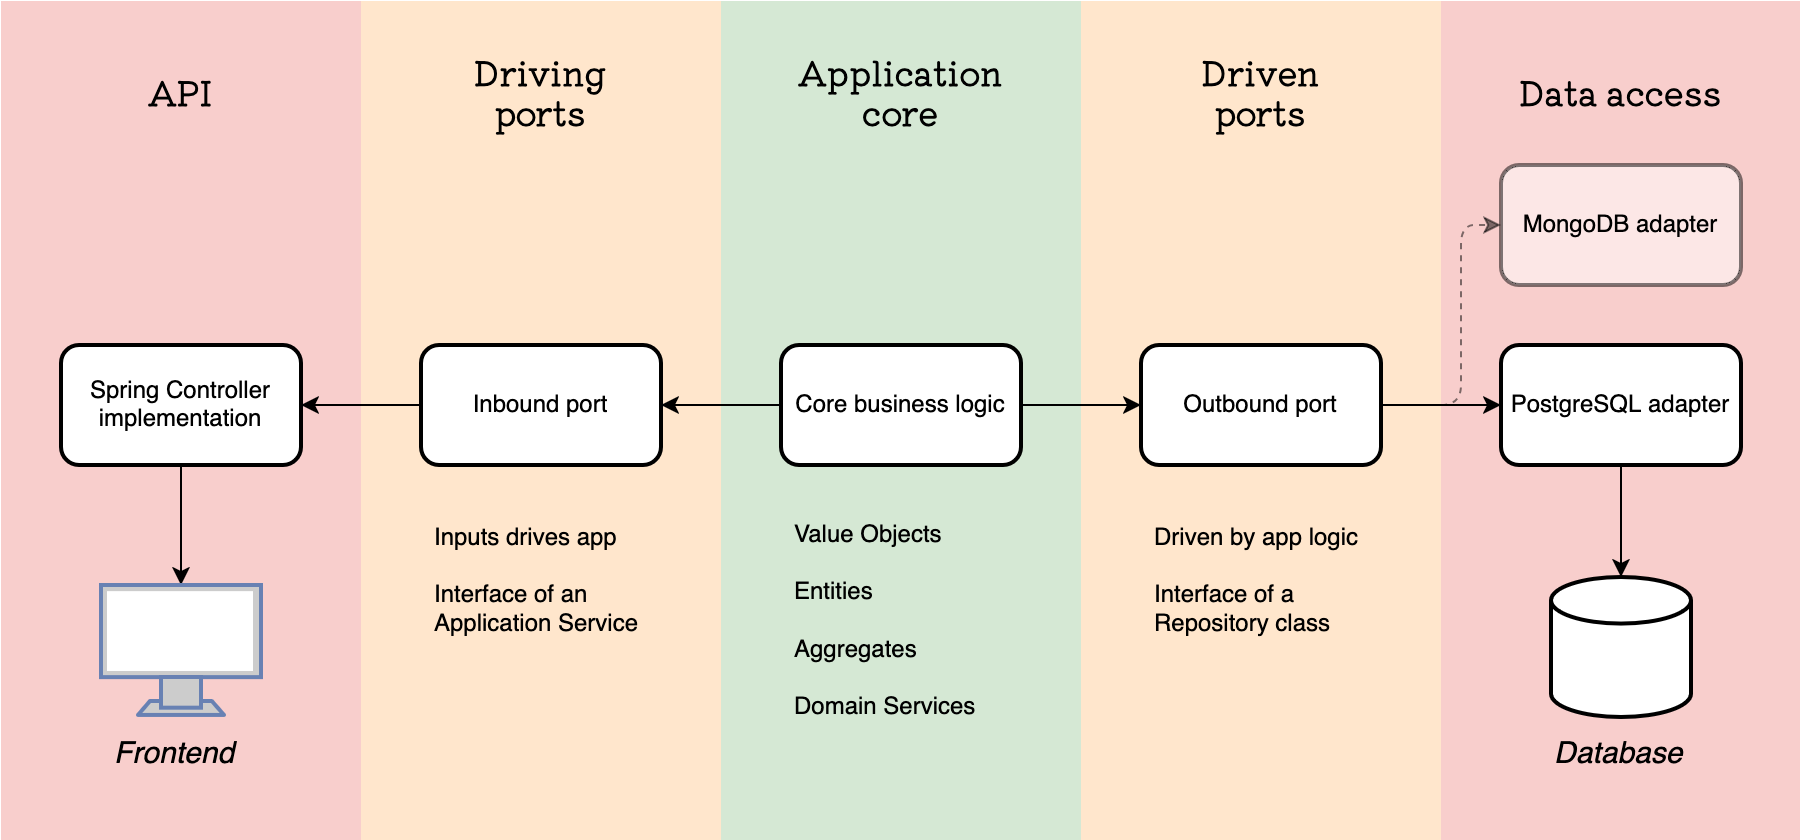 API
Driving
ports
Application
core
Driven
ports
Data access
MongoDB adapter
Spring Controller
implementation
Inbound port
Core business logic
Outbound port
PostgreSQL adapter
Inputs drives app
Interface of an
Application Service
Value Objects
Entities
Aggregates
Domain Services
Driven by app logic
Interface of a
Repository class
Frontend
Database